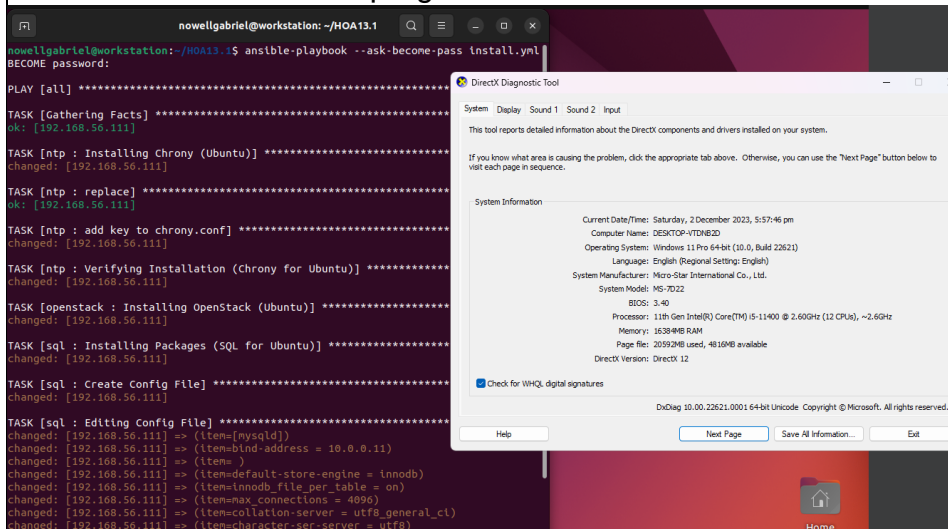 nowellgabriel@workstation: ~/HOA13.1
nowellgabriel@workstation:~/HOA13.1$ ansible-playbook --ask-become-pass install.yml
BECOME password:
PLAY [all] *************************************************
TASK [Gathering Facts] *************************************
ok: [192.168.56.111]
TASK [ntp : Installing Chrony (Ubuntu)] ************************
changed: [192.168.56.111]
TASK [ntp : replace] ***************************************
ok: [192.168.56.111]
TASK [ntp : add key to chrony.conf] ****************************
changed: [192.168.56.111]
TASK [ntp : Verifying Installation (Chrony for Ubuntu)] ***********
changed: [192.168.56.111]
TASK [openstack : Installing OpenStack (Ubuntu)] *****************
changed: [192.168.56.111]
TASK [sql : Installing Packages (SQL for Ubuntu)] ****************
changed: [192.168.56.111]
TASK [sql : Create Config File] ********************************
changed: [192.168.56.111]
TASK [sql : Editing Config File] *******************************
changed: [192.168.56.111] => (item=[mysqld])
changed: [192.168.56.111] => (item=bind-address = 10.0.0.11)
changed: [192.168.56.111] => (item= )
changed: [192.168.56.111] => (item=default-store-engine = innodb)
changed: [192.168.56.111] => (item=innodb_file_per_table = on)
changed: [192.168.56.111] => (item=max_connections = 4096)
changed: [192.168.56.111] => (item=collation-server = utf8_general_ci)
changed: [192.168.56.111] => (item=character-ser-server = utf8)
DirectX Diagnostic Tool
System Display Sound 1 Sound 2 Input
This tool reports detailed information about the DirectX components and drivers installed on your system.
If you know what area is causing the problem, click the appropriate tab above. Otherwise, you can use the "Next Page" button below to
visit each page in sequence.
System Information
Current Date/Time: Saturday, 2 December 2023, 5:57:46 pm
Computer Name: DESKTOP-VTDNB2D
Operating System: Windows 11 Pro 64-bit (10.0, Build 22621)
Language: English (Regional Setting: English)
System Manufacturer: Micro-Star International Co., Ltd.
System Model: MS-7D22
BIOS: 3.40
Processor: 11th Gen Intel(R) Core(TM) i5-11400 @ 2.60GHz (12 CPUs), ~2.6GHz
Memory: 16384MB RAM
Page file: 20592MB used, 4816MB available
DirectX Version: DirectX 12
Check for WHQL digital signatures
DxDiag 10.00.22621.0001 64-bit Unicode Copyright © Microsoft. All rights reserved.
Help Next Page Save All Information... Exit
Home